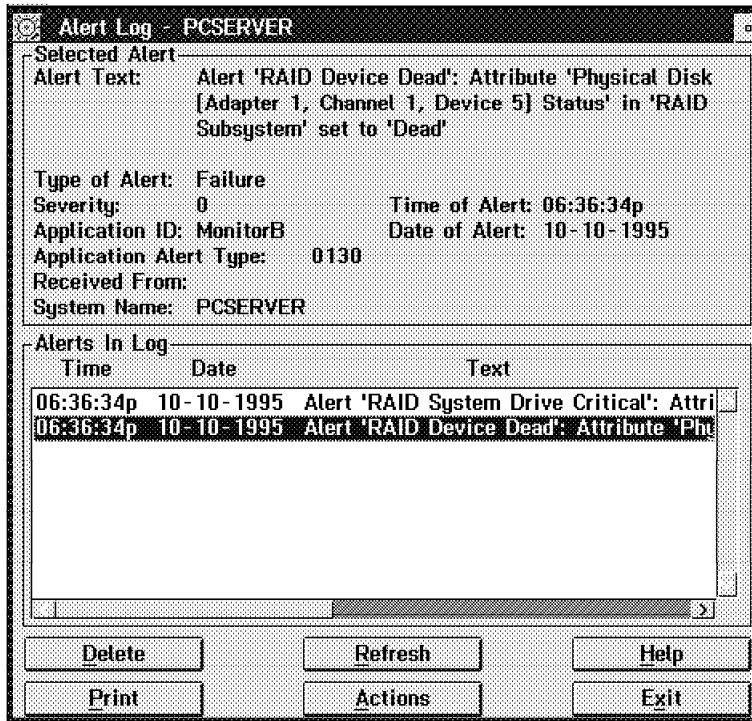 Alert Log - PCSERVER
Selected Alert
Alert Text: Alert 'RAID Device Dead': Attribute 'Physical Disk
(Adapter 1, Channel 1, Device 5) Status' in 'RAID
Subsystem' set to 'Dead'
Type of Alert: Failure
Severity: 0 Time of Alert: 06:36:34p
Application ID: MonitorB Date of Alert: 10-10-1995
Application Alert Type: 0130
Received From:
System Name: PCSERVER
Alerts In Log
Time Date Text
06:36:34p 10-10-1995 Alert 'RAID System Drive Critical': Attri
06:36:34p 10-10-1995 Alert 'RAID Device Dead': Attribute 'Phy
Delete Refresh Help
Print Actions Exit